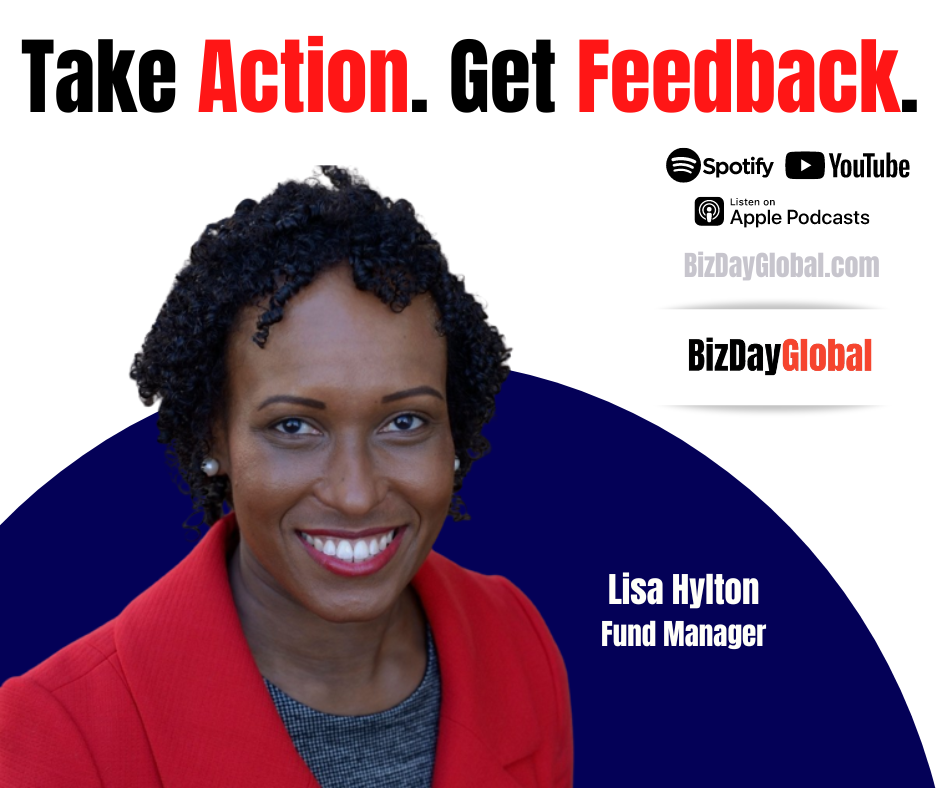 Take Action. Get Feedback.
Spotify YouTube
Listen on
Apple Podcasts
BizDayGlobal.com
BizDayGlobal
Lisa Hylton
Fund Manager